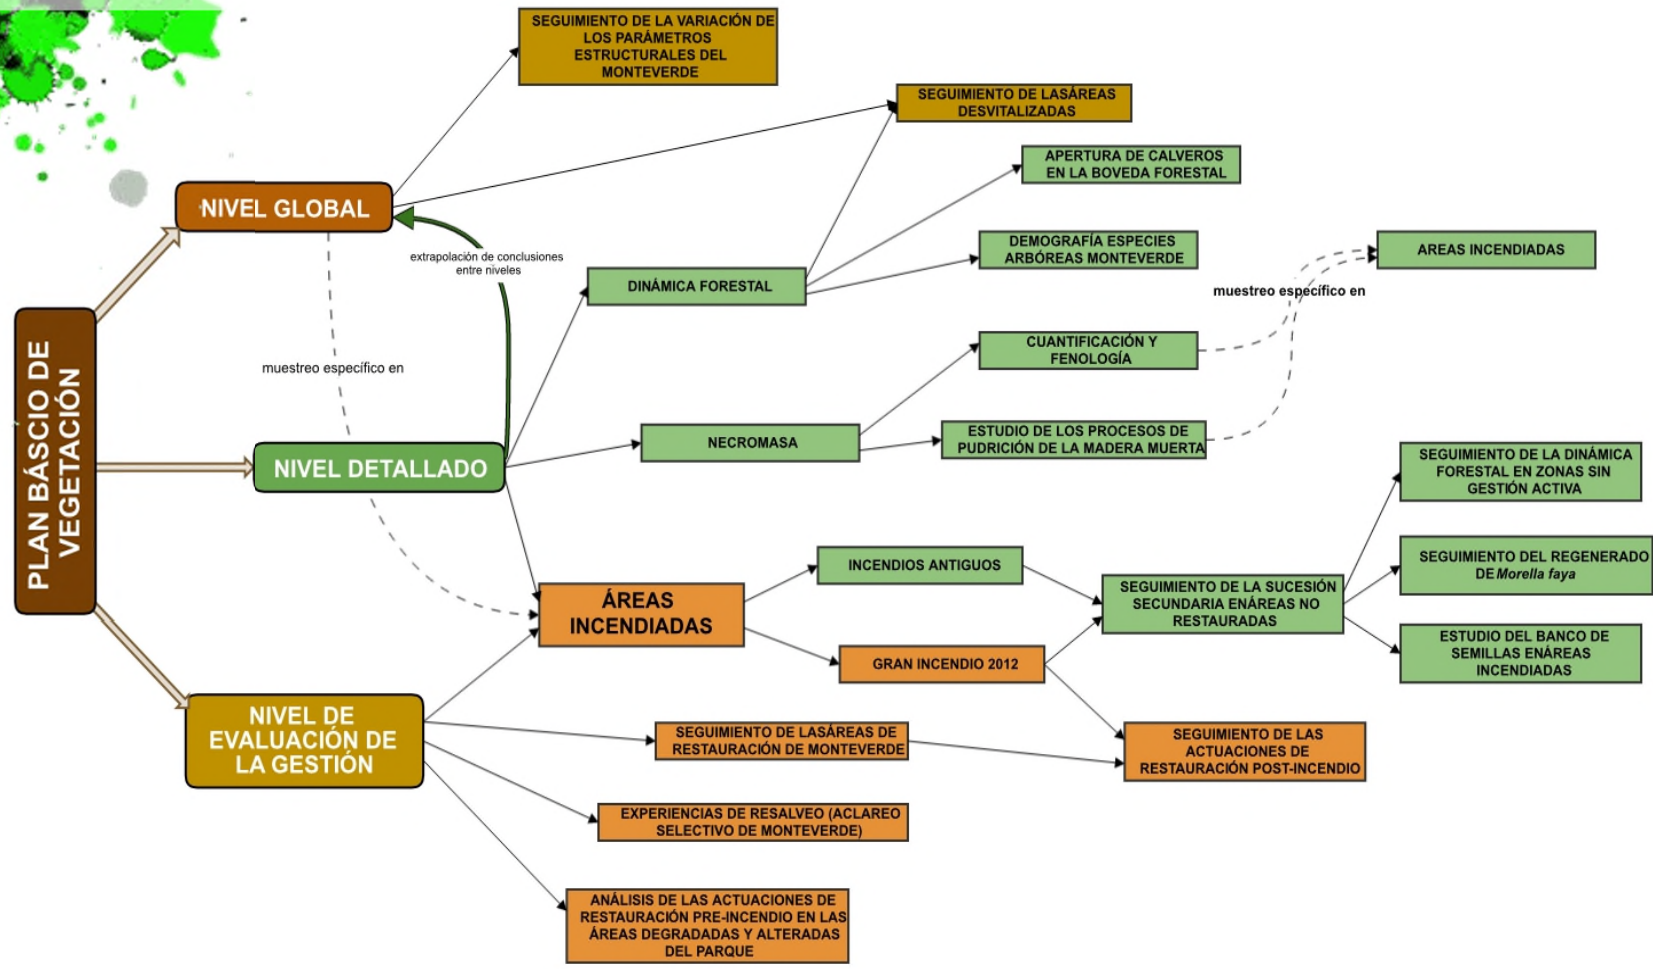 SEGUIMIENTO DE LA VARIACIÓN DE
LOS PARÁMETROS
ESTRUCTURALES DEL
MONTEVERDE
SEGUIMIENTO DE LASÁREAS
DESVITALIZADAS
APERTURA DE CALVEROS
EN LA BOVEDA FORESTAL
NIVEL GLOBAL
DEMOGRAFÍA ESPECIES
ARBÓREAS MONTEVERDE
AREAS INCENDIADAS
extrapolación de conclusiones
entre niveles
DINÁMICA FORESTAL
muestreo específico en
CUANTIFICACIÓN Y
FENOLOGÍA
muestreo específico en
PLAN BÁSCIO DE
VEGETACIÓN
NECROMASA
ESTUDIO DE LOS PROCESOS DE
PUDRICIÓN DE LA MADERA MUERTA
NIVEL DETALLADO
SEGUIMIENTO DE LA DINÁMICA
FORESTAL EN ZONAS SIN
GESTIÓN ACTIVA
INCENDIOS ANTIGUOS
SEGUIMIENTO DEL REGENERADO
DE Morella faya
ÁREAS
INCENDIADAS
SEGUIMIENTO DE LA SUCESIÓN
SECUNDARIA ENÁREAS NO
RESTAURADAS
GRAN INCENDIO 2012
ESTUDIO DEL BANCO DE
SEMILLAS ENÁREAS
INCENDIADAS
NIVEL DE
EVALUACIÓN DE
LA GESTIÓN
SEGUIMIENTO DE LASÁREAS DE
RESTAURACIÓN DE MONTEVERDE
SEGUIMIENTO DE LAS
ACTUACIONES DE
RESTAURACIÓN POST-INCENDIO
EXPERIENCIAS DE RESALVEO (ACLAREO
SELECTIVO DE MONTEVERDE)
ANÁLISIS DE LAS ACTUACIONES DE
RESTAURACIÓN PRE-INCENDIO EN LAS
ÁREAS DEGRADADAS Y ALTERADAS
DEL PARQUE